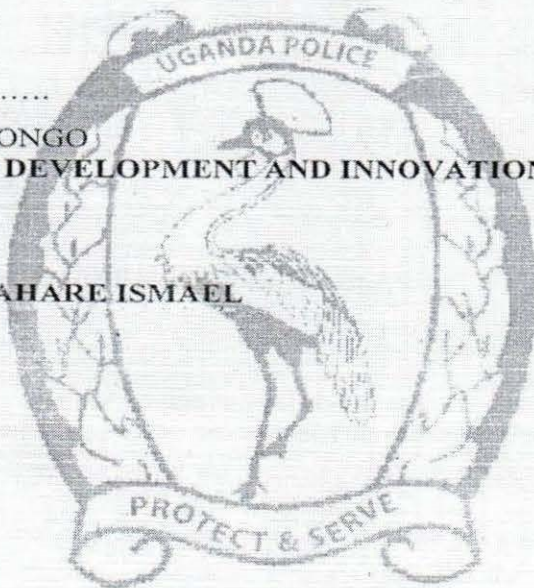 UGANDA POLICE
.....
ONGO
DEVELOPMENT AND INNOVATION
AHARE ISMAEL
PROTECT & SERVE